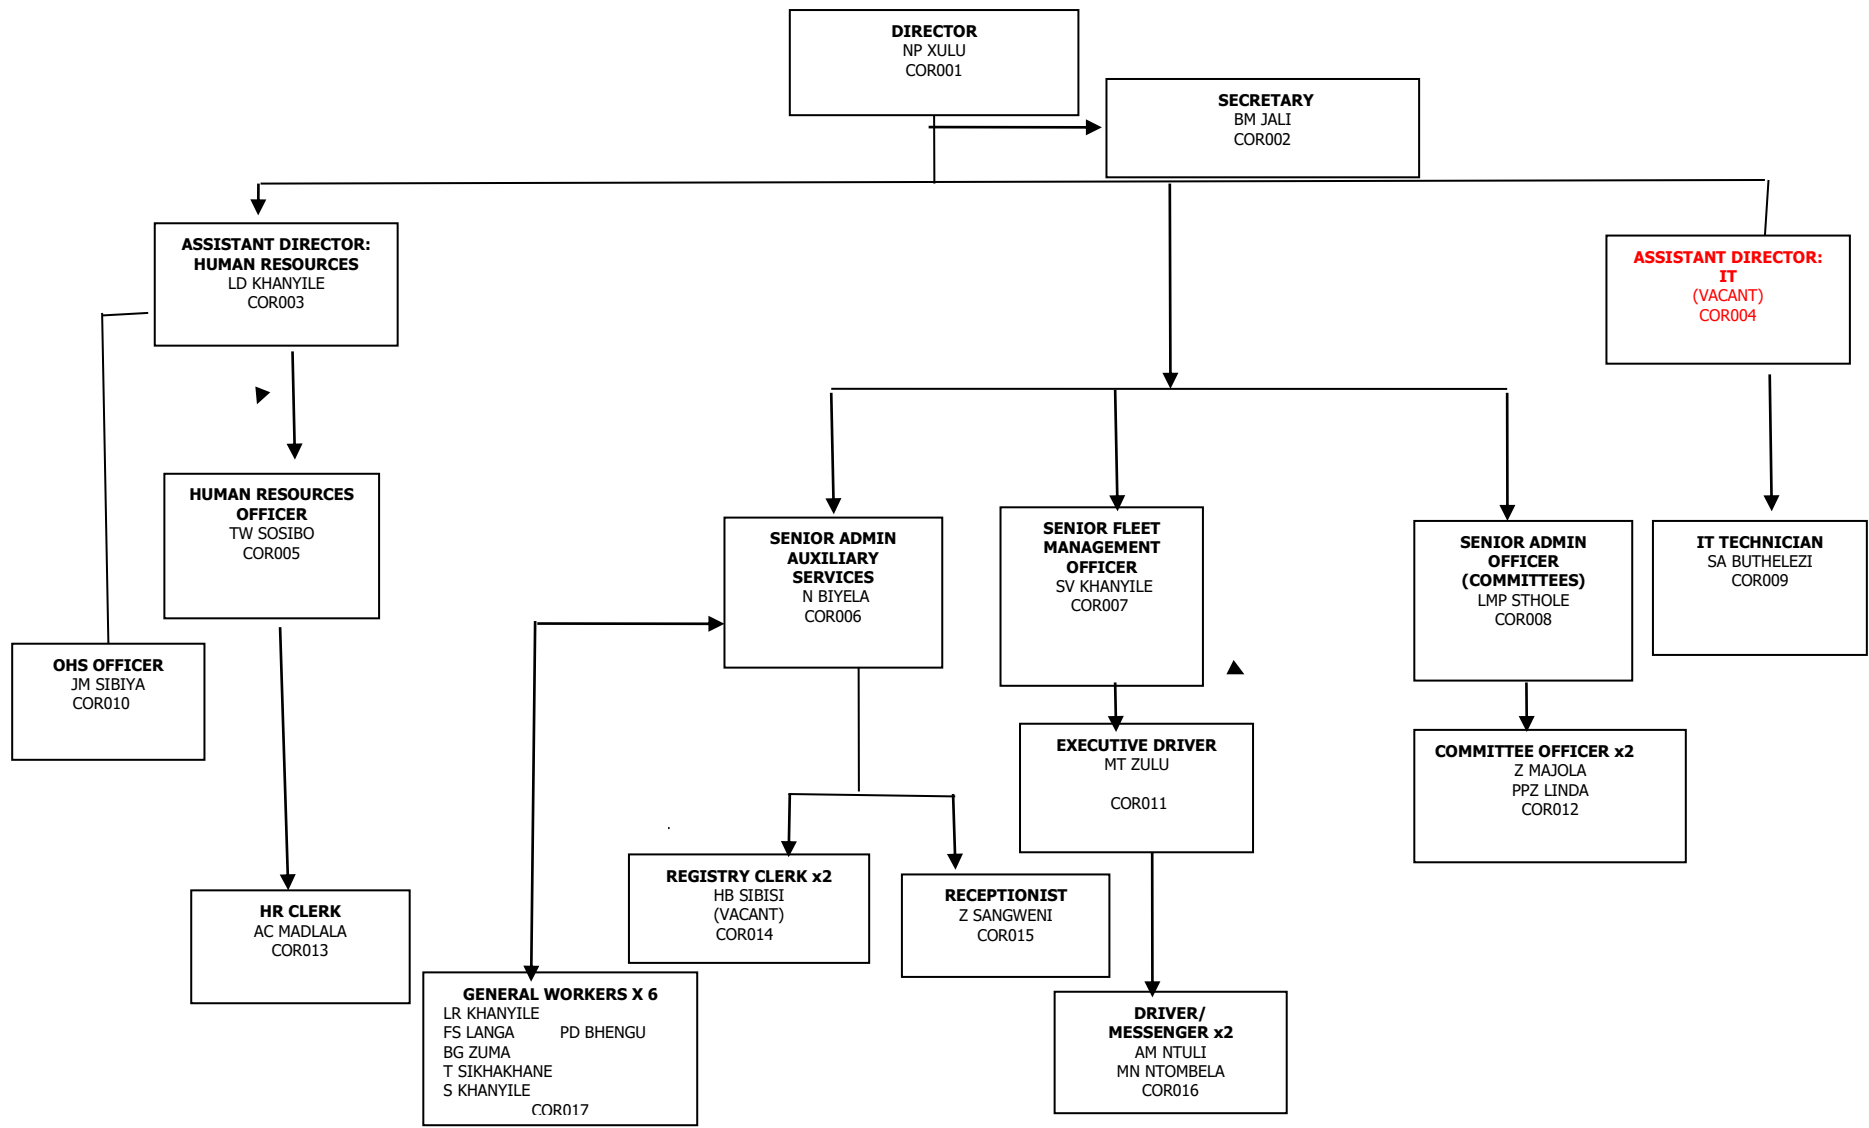 DIRECTOR
NP XULU
COR001
SECRETARY
BM JALI
COR002
ASSISTANT DIRECTOR:
HUMAN RESOURCES
LD KHANYILE
COR003
ASSISTANT DIRECTOR:
IT
(VACANT)
COR004
HUMAN RESOURCES
OFFICER
TW SOSIBO
COR005
SENIOR ADMIN
AUXILIARY
SERVICES
N BIYELA
COR006
SENIOR FLEET
MANAGEMENT
OFFICER
SV KHANYILE
COR007
SENIOR ADMIN
OFFICER
(COMMITTEES)
LMP STHOLE
COR008
IT TECHNICIAN
SA BUTHELEZI
COR009
OHS OFFICER
JM SIBIYA
COR010
EXECUTIVE DRIVER
MT ZULU
COR011
COMMITTEE OFFICER x2
Z MAJOLA
PPZ LINDA
COR012
HR CLERK
AC MADLALA
COR013
REGISTRY CLERK x2
HB SIBISI
(VACANT)
COR014
RECEPTIONIST
Z SANGWENI
COR015
GENERAL WORKERS X 6
LR KHANYILE
FS LANGA PD BHENGU
BG ZUMA
T SIKHAKHANE
S KHANYILE
COR017
DRIVER/
MESSENGER x2
AM NTULI
MN NTOMBELA
COR016